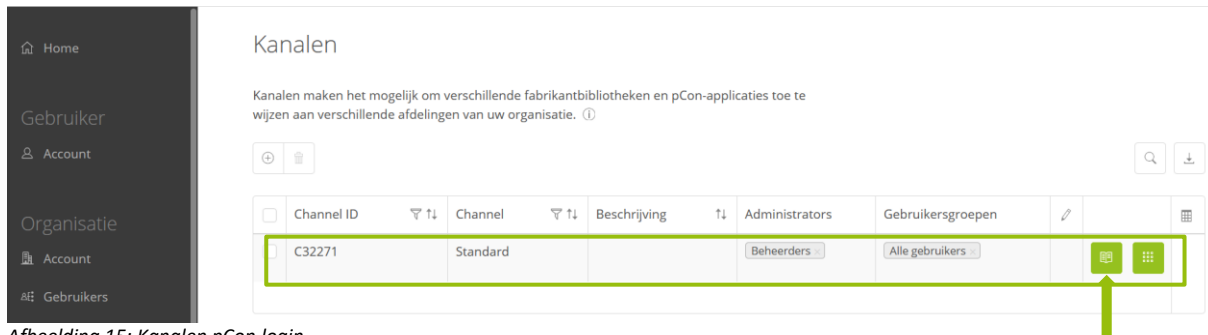 Home
Gebruiker
Account
Organisatie
Account
Gebruikers
Kanalen
Kanalen maken het mogelijk om verschillende fabrikantbibliotheken en pCon-applicaties toe te
wijzen aan verschillende afdelingen van uw organisatie.
Channel ID Channel Beschrijving Administrators Gebruikersgroepen
C32271 Standard Beheerders × Alle gebruikers ×
Afbeelding 15: Kanalen pCon login